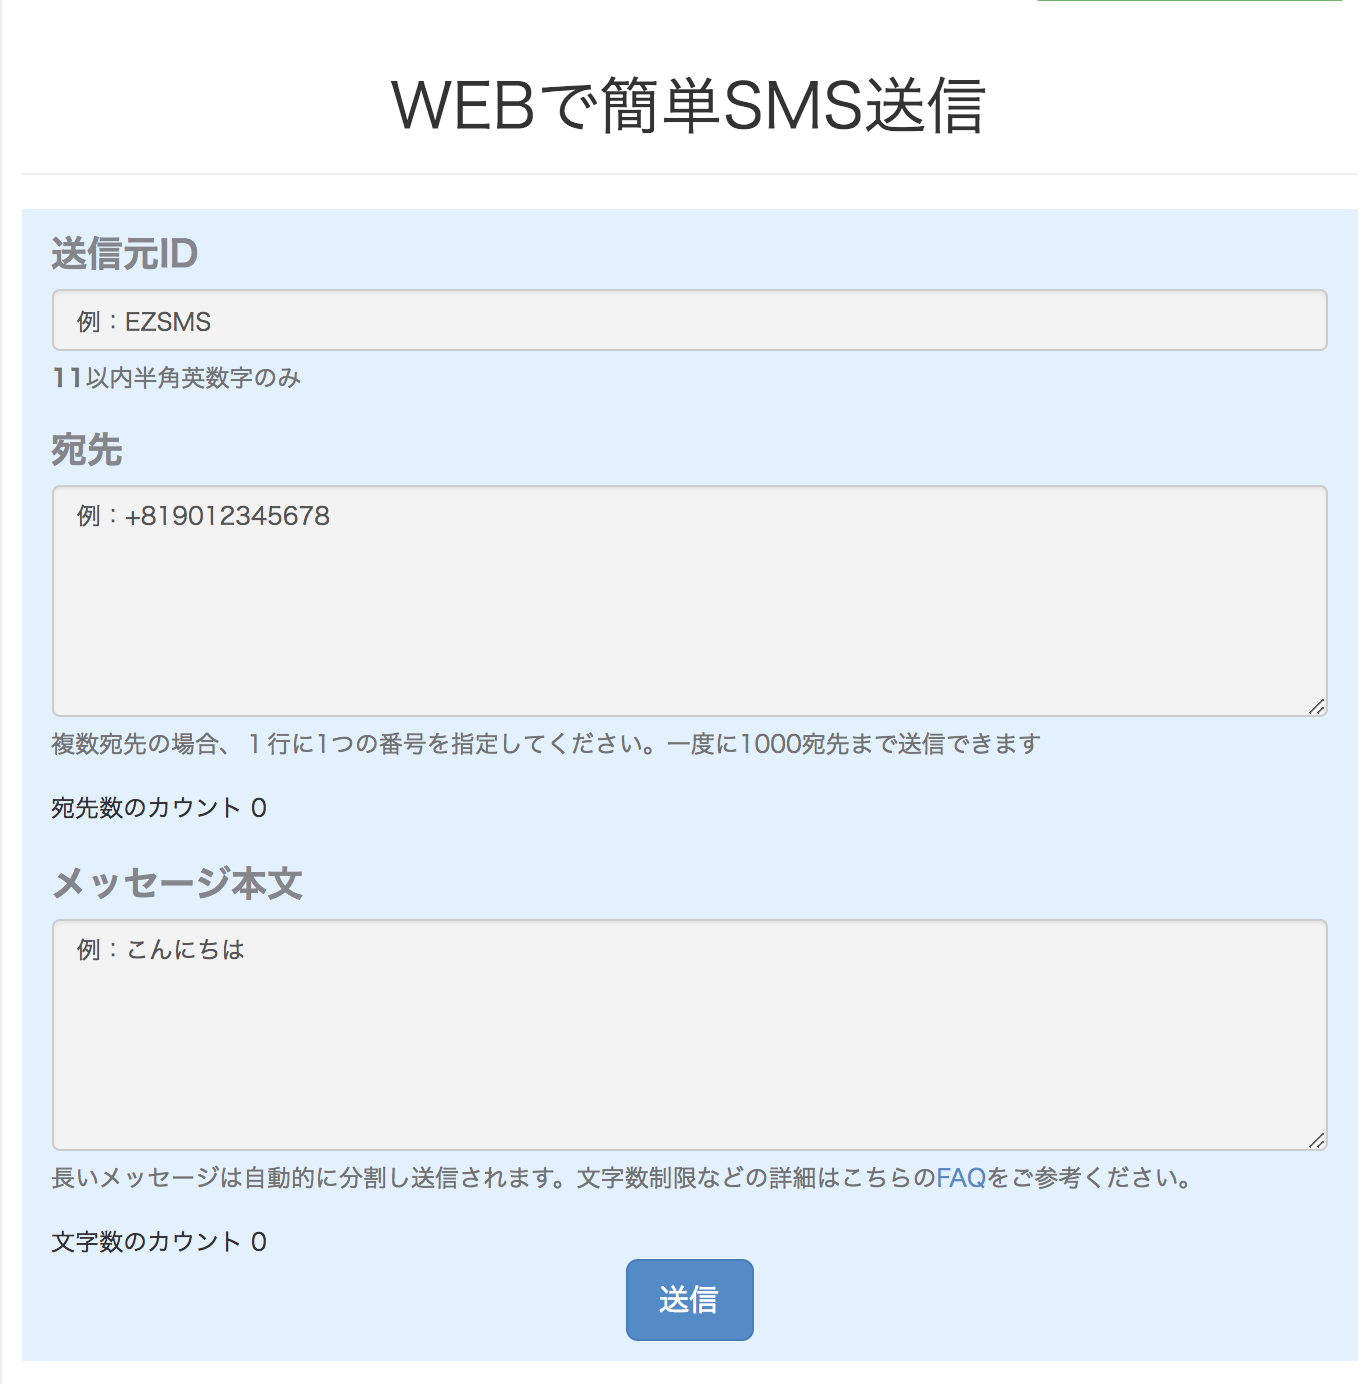 WEBで簡単SMS送信
送信元ID
例：EZSMS
11以内半角英数字のみ
宛先
例：+819012345678
複数宛先の場合、１行に1つの番号を指定してください。一度に1000宛先まで送信できます
宛先数のカウント 0
メッセージ本文
例：こんにちは
長いメッセージは自動的に分割し送信されます。文字数制限などの詳細はこちらのFAQをご参考ください。
文字数のカウント 0
送信